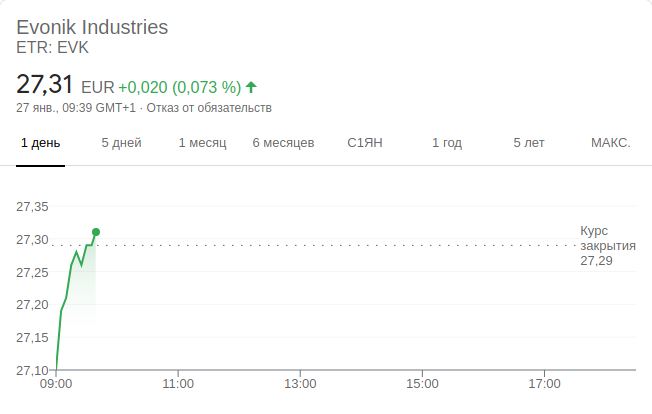 Evonik Industries
ETR: EVK
27,31 EUR +0,020 (0,073 %)
27 янв., 09:39 GMT+1 · Отказ от обязательств
1 день 5 дней 1 месяц 6 месяцев С1ЯН 1 год 5 лет МАКС.
27,35
27,30
27,25
27,20
27,15
27,10
Курс
закрытия
27,29
09:00 11:00 13:00 15:00 17:00